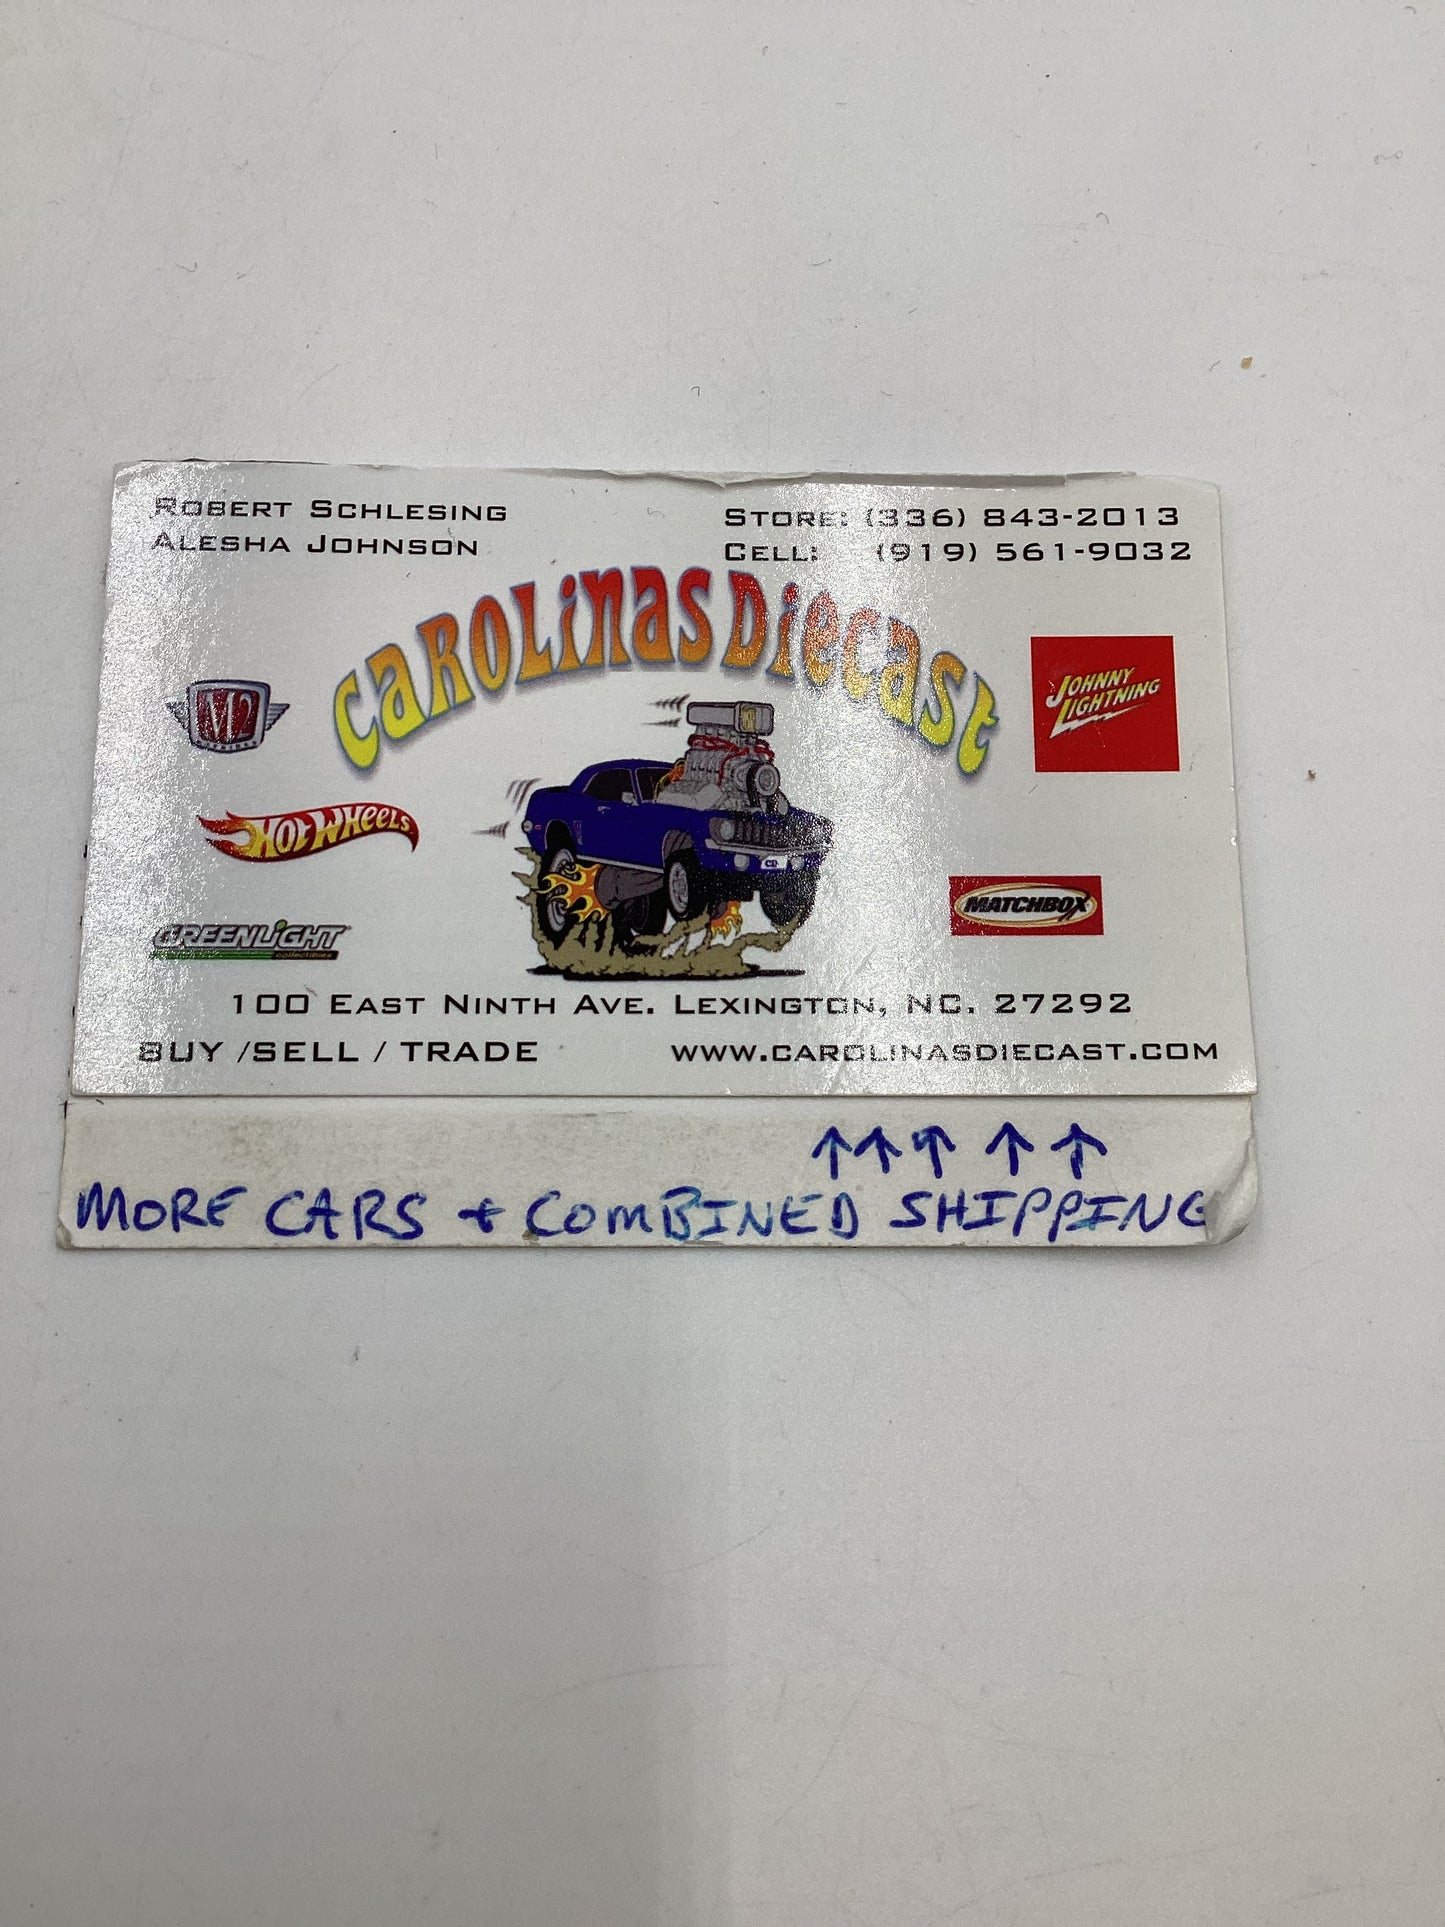 ROBERT SCHLESING
ALESHA JOHNSON
STORE: (336) 843-2013
CELL: (919) 561-9032
CAROLINAS DIECAST
M2
JOHNNY
LIGHTNING
HOT WHEELS
MATCHBOX
GREENLIGHT
collectibles
CD
100 EAST NINTH AVE. LEXINGTON, NC. 27292
BUY /SELL / TRADE
WWW.CAROLINASDIECAST.COM
↑↑↑ ↑ ↑
MORE CARS + COMBINED SHIPPING